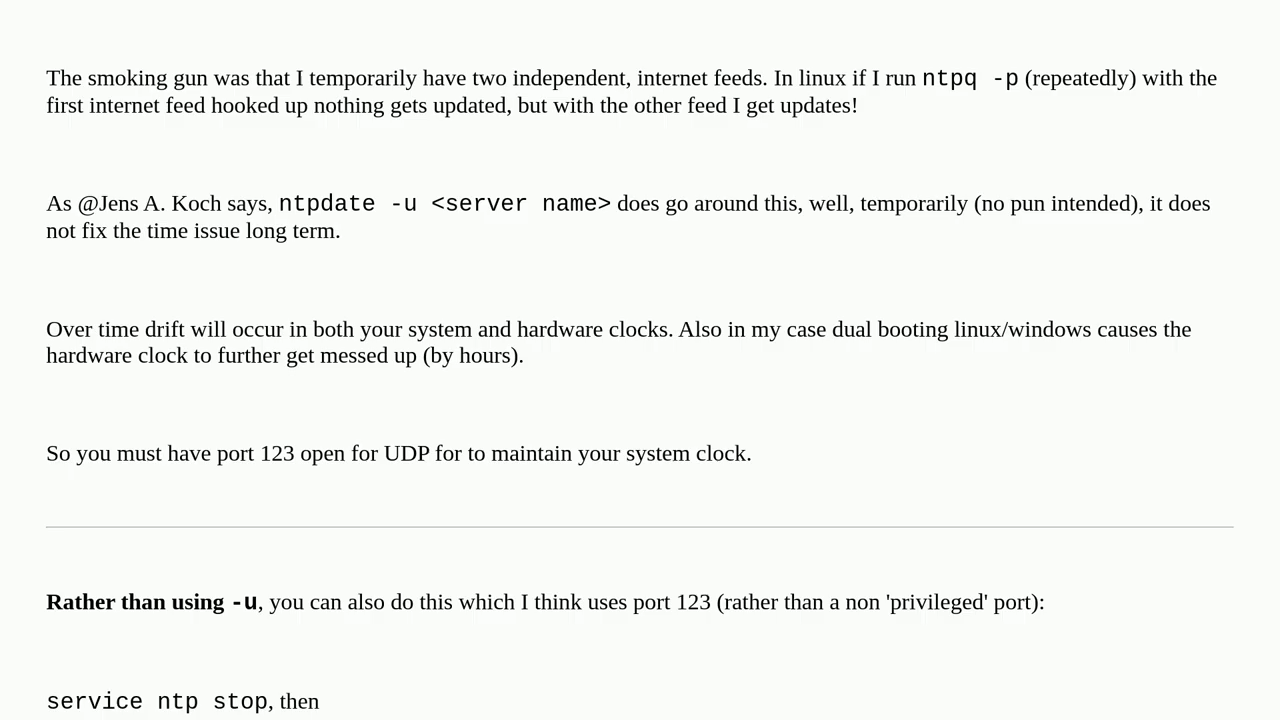 The smoking gun was that I temporarily have two independent, internet feeds. In linux if I run ntpq -p (repeatedly) with the
first internet feed hooked up nothing gets updated, but with the other feed I get updates!
As @Jens A. Koch says, ntpdate -u <server name> does go around this, well, temporarily (no pun intended), it does
not fix the time issue long term.
Over time drift will occur in both your system and hardware clocks. Also in my case dual booting linux/windows causes the
hardware clock to further get messed up (by hours).
So you must have port 123 open for UDP for to maintain your system clock.
Rather than using -u, you can also do this which I think uses port 123 (rather than a non 'privileged' port):
service ntp stop, then